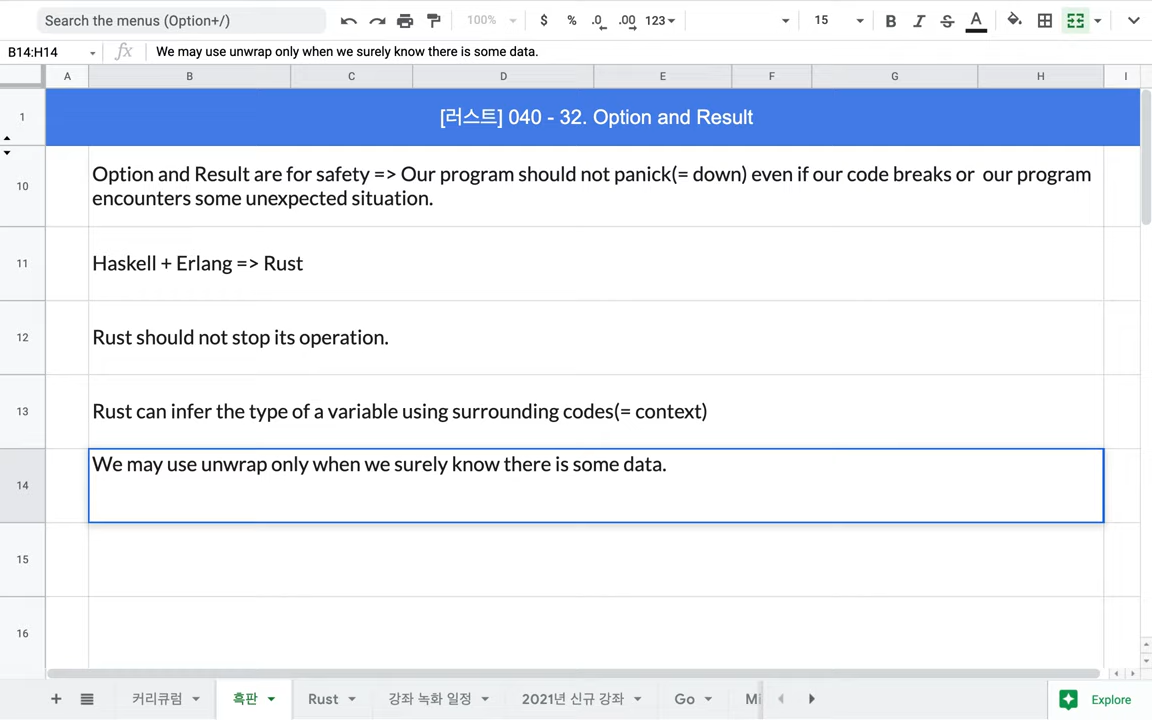 Search the menus (Option+/)
100%
$ % .0 .00 123
15
B I S A
B14:H14
fx
We may use unwrap only when we surely know there is some data.
A B C D E F G H I
1
[러스트] 040 - 32. Option and Result
10
Option and Result are for safety => Our program should not panick(= down) even if our code breaks or our program
encounters some unexpected situation.
11
Haskell + Erlang => Rust
12
Rust should not stop its operation.
13
Rust can infer the type of a variable using surrounding codes(= context)
14
We may use unwrap only when we surely know there is some data.
15
16
커리큘럼 흑판 Rust 강좌 녹화 일정 2021년 신규 강좌 Go
Explore